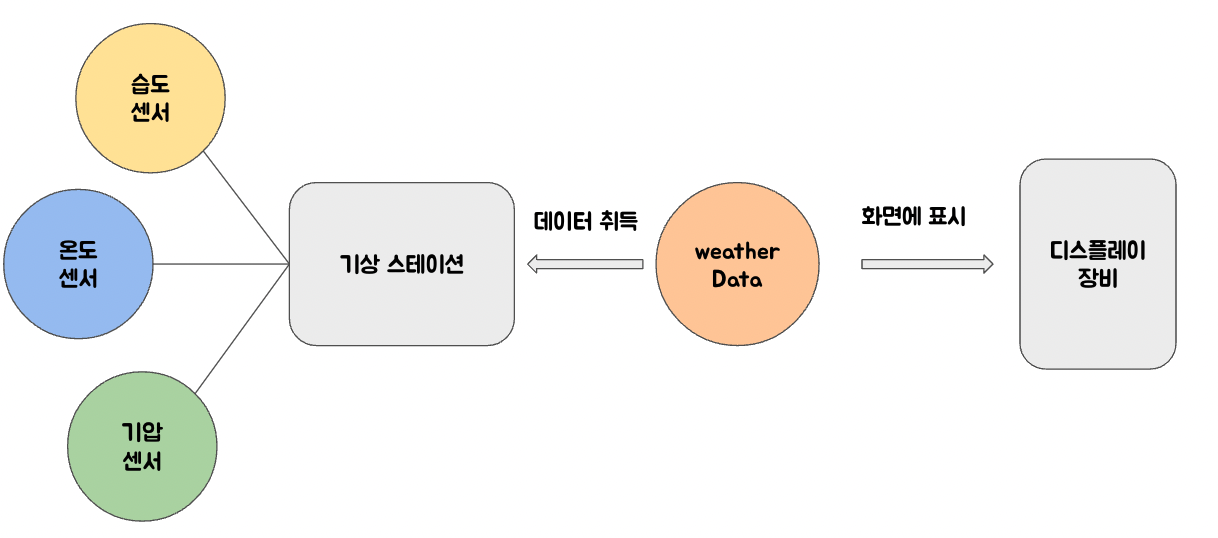 습도
센서
온도
센서
기압
센서
기상 스테이션
데이터 취득
weather
Data
화면에 표시
디스플레이
장비